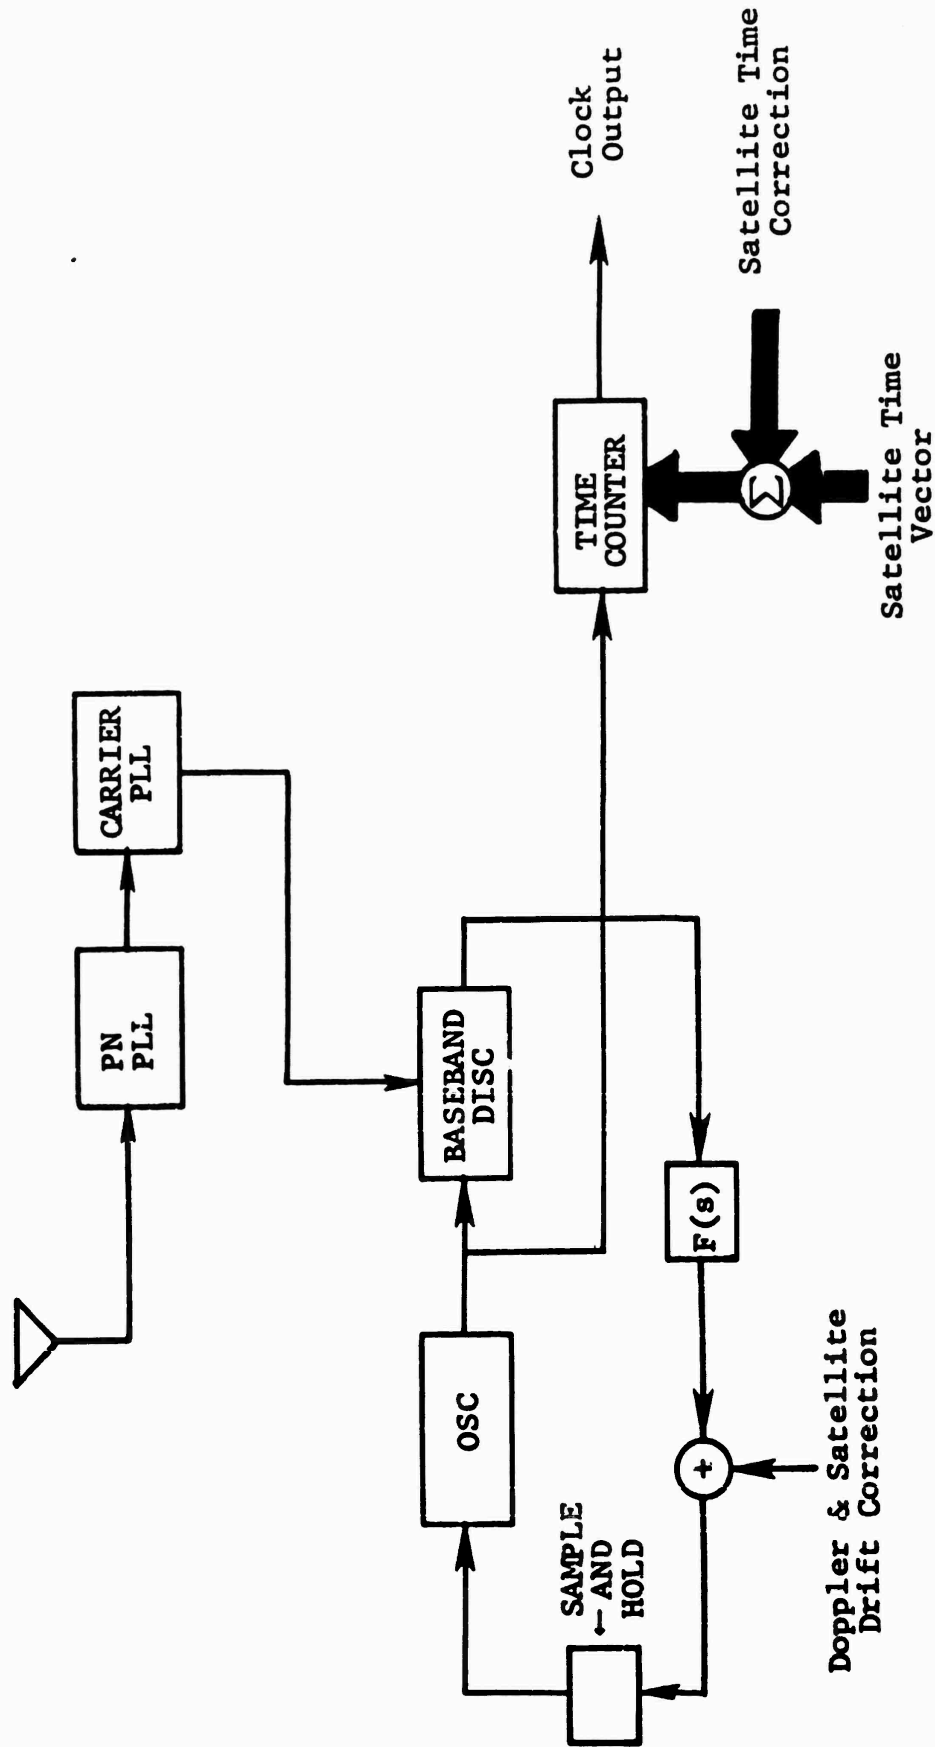 PN
PLL
CARRIER
PLL
OSC
BASEBAND
DISC
TIME
COUNTER
Clock
Output
SAMPLE
←AND
HOLD
+
F(s)
Σ
Satellite Time
Correction
Doppler & Satellite
Drift Correction
Satellite Time
Vector